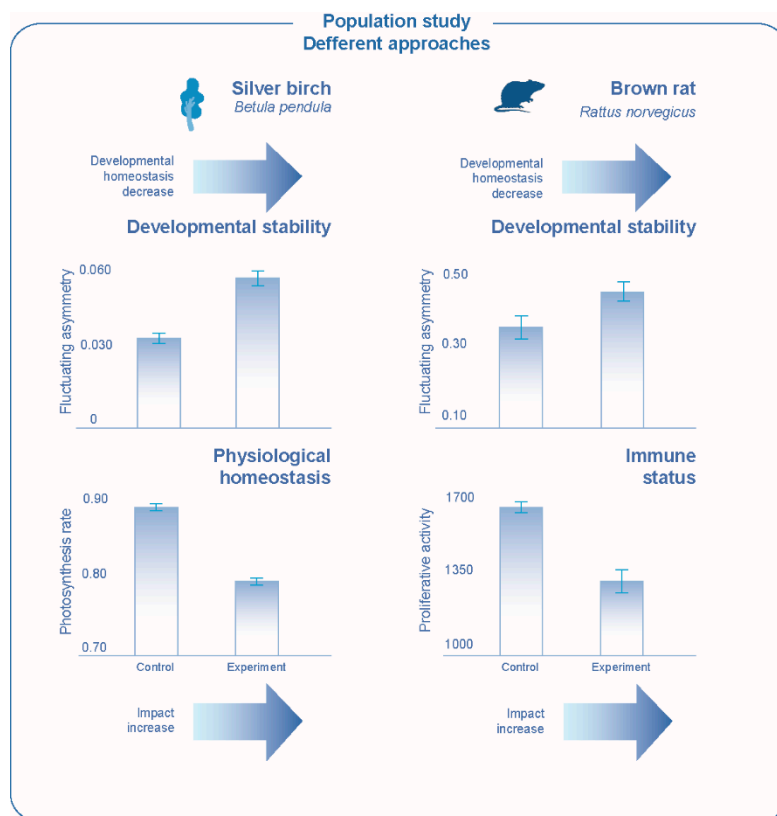 Population study
Defferent approaches
Silver birch
Betula pendula
Developmental
homeostasis
decrease
Developmental stability
Fluctuating asymmetry
0.060
0.030
0
Physiological
homeostasis
Photosynthesis rate
0.90
0.80
0.70
Control
Experiment
Impact
increase
Brown rat
Rattus norvegicus
Developmental
homeostasis
decrease
Developmental stability
Fluctuating asymmetry
0.50
0.30
0.10
Immune
status
Proliferative activity
1700
1350
1000
Control
Experiment
Impact
increase